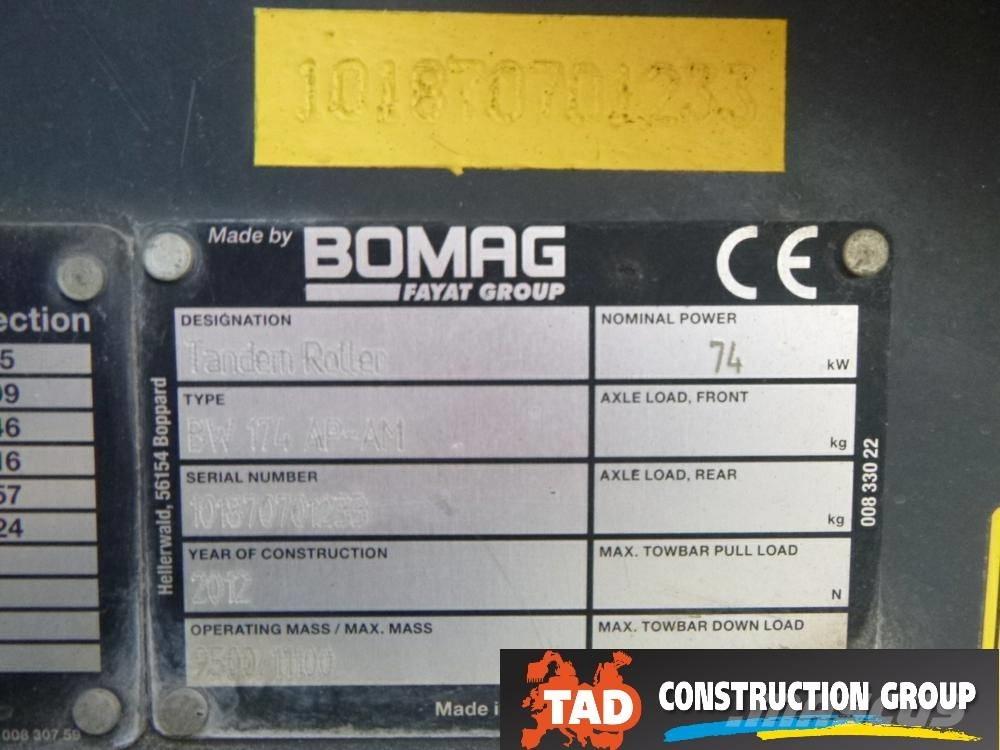 101870701233
Made by BOMAG
FAYAT GROUP
CE
DESIGNATION
Tandem Roller
NOMINAL POWER
74 kW
TYPE
BW 174 AP-AM
AXLE LOAD, FRONT
kg
SERIAL NUMBER
101870701233
AXLE LOAD, REAR
kg
YEAR OF CONSTRUCTION
2012
MAX. TOWBAR PULL LOAD
N
OPERATING MASS / MAX. MASS
9500/11100
MAX. TOWBAR DOWN LOAD
Made i
Hellerwald, 56154 Boppard
008 330 22
ection
5
09
46
16
57
24
008 307 59
TAD CONSTRUCTION GROUP